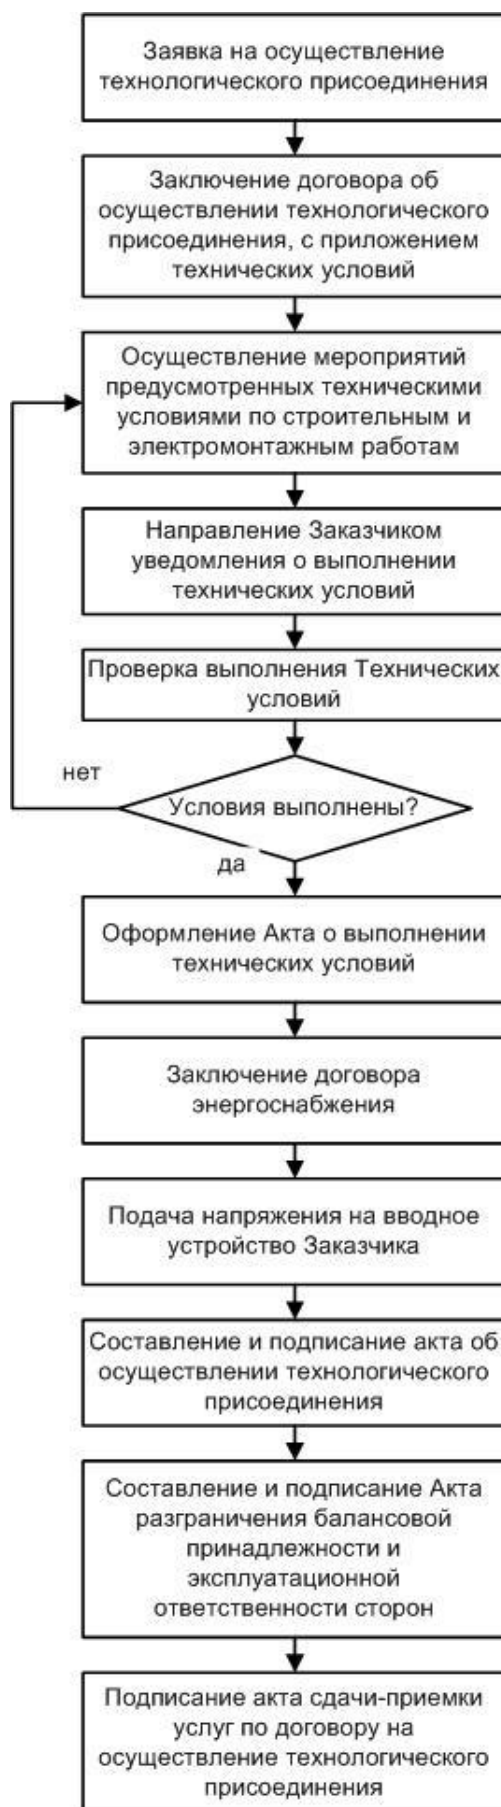 Заявка на осуществление
технологического присоединения
Заключение договора об
осуществлении технологического
присоединения, с приложением
технических условий
Осуществление мероприятий
предусмотренных техническими
условиями по строительным и
электромонтажным работам
Направление Заказчиком
уведомления о выполнении
технических условий
Проверка выполнения Технических
условий
нет
Условия выполнены?
да
Оформление Акта о выполнении
технических условий
Заключение договора
энергоснабжения
Подача напряжения на вводное
устройство Заказчика
Составление и подписание акта об
осуществлении технологического
присоединения
Составление и подписание Акта
разграничения балансовой
принадлежности и
эксплуатационной
ответственности сторон
Подписание акта сдачи-приемки
услуг по договору на
осуществление технологического
присоединения